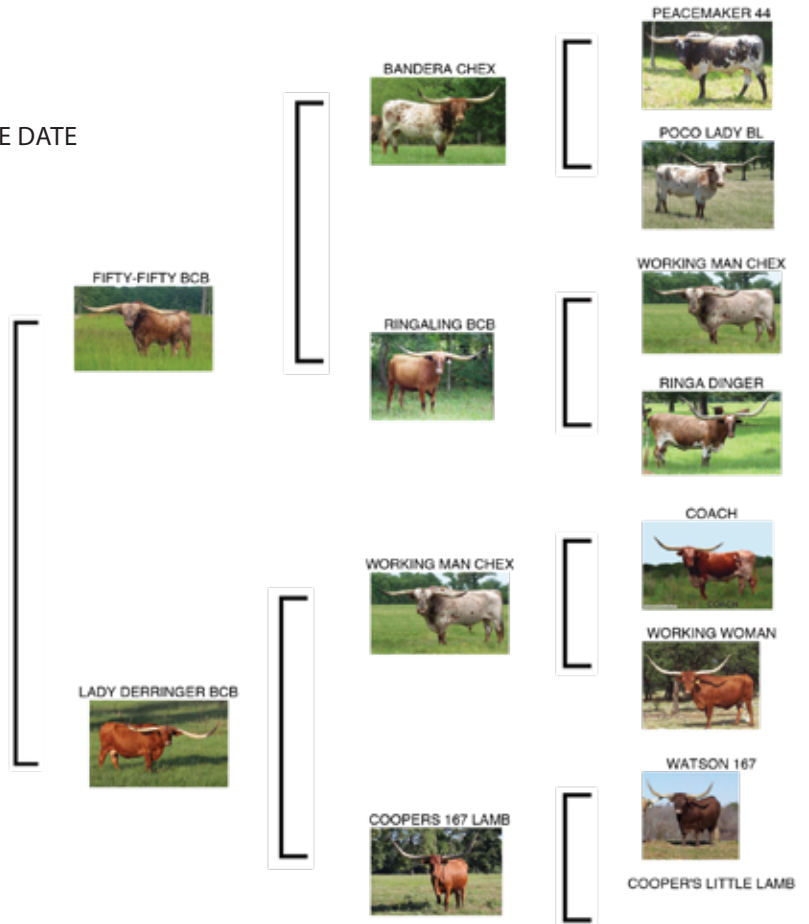 E DATE
FIFTY-FIFTY BCB
LADY DERRINGER BCB
BANDERA CHEX
RINGALING BCB
WORKING MAN CHEX
COOPERS 167 LAMB
PEACEMAKER 44
POCO LADY BL
WORKING MAN CHEX
RINGA DINGER
COACH
COACH
WORKING WOMAN
WATSON 167
COOPER'S LITTLE LAMB